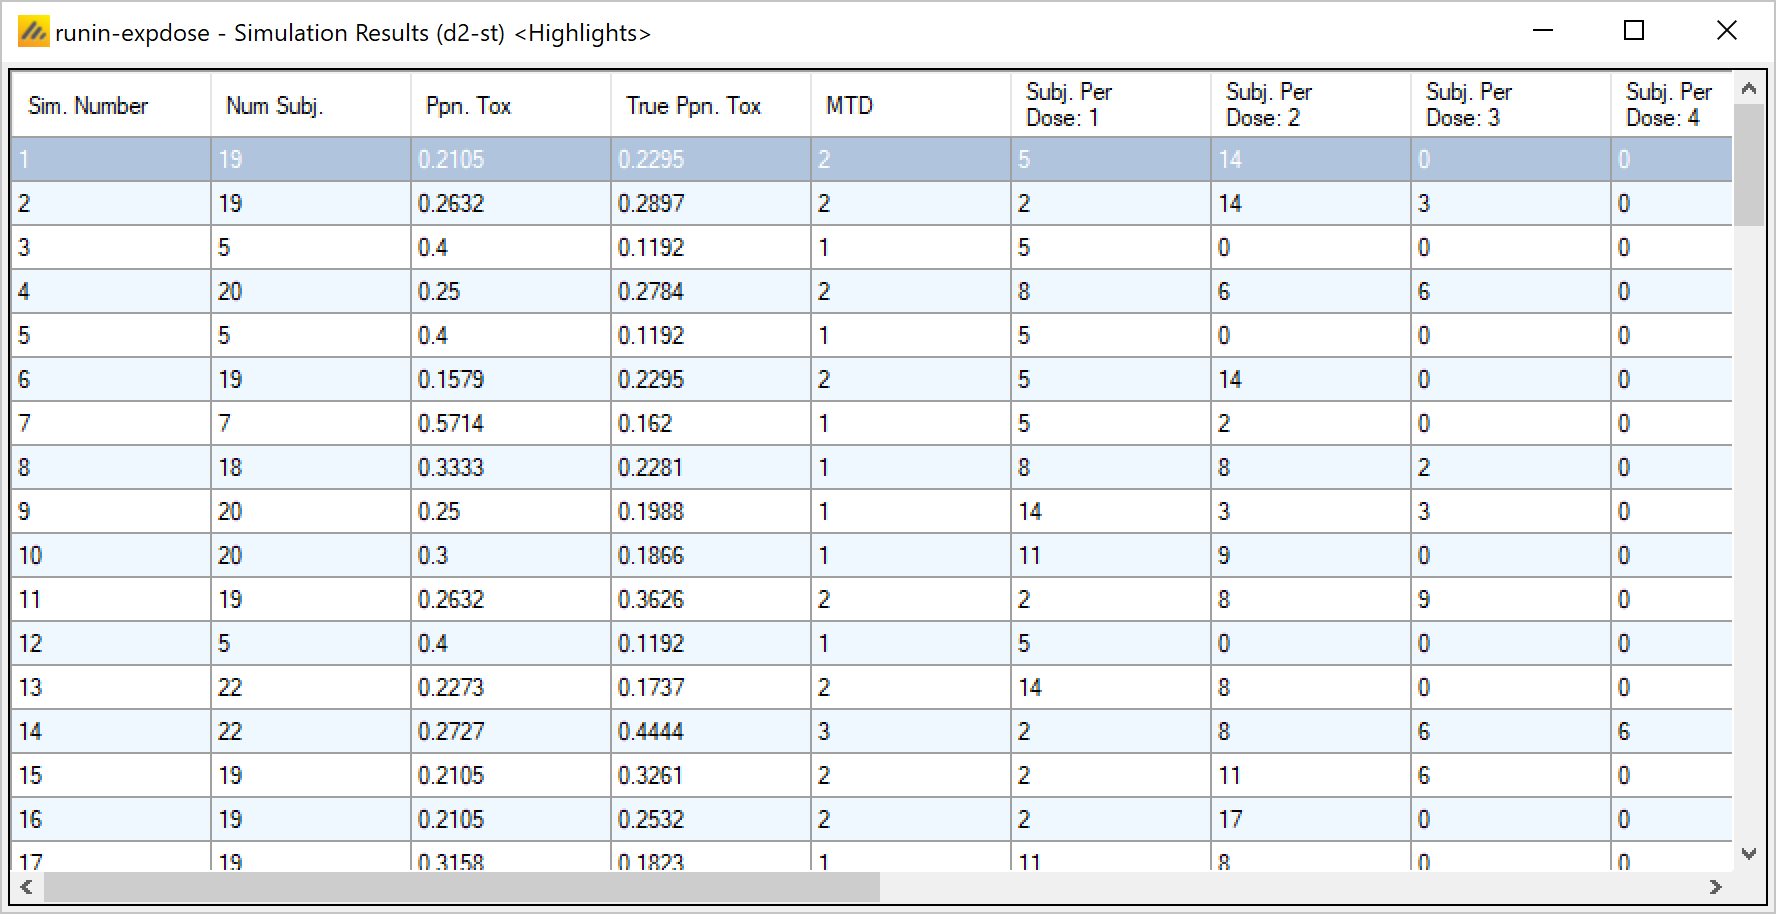 runin-expdose - Simulation Results (d2-st) <Highlights>
Sim. Number Num Subj. Ppn. Tox True Ppn. Tox MTD Subj. Per Dose: 1 Subj. Per Dose: 2 Subj. Per Dose: 3 Subj. Per Dose: 4
1 19 0.2105 0.2295 2 5 14 0 0
2 19 0.2632 0.2897 2 2 14 3 0
3 5 0.4 0.1192 1 5 0 0 0
4 20 0.25 0.2784 2 8 6 6 0
5 5 0.4 0.1192 1 5 0 0 0
6 19 0.1579 0.2295 2 5 14 0 0
7 7 0.5714 0.162 1 5 2 0 0
8 18 0.3333 0.2281 1 8 8 2 0
9 20 0.25 0.1988 1 14 3 3 0
10 20 0.3 0.1866 1 11 9 0 0
11 19 0.2632 0.3626 2 2 8 9 0
12 5 0.4 0.1192 1 5 0 0 0
13 22 0.2273 0.1737 2 14 8 0 0
14 22 0.2727 0.4444 3 2 8 6 6
15 19 0.2105 0.3261 2 2 11 6 0
16 19 0.2105 0.2532 2 2 17 0 0
17 19 0.3158 0.1823 1 11 8 0 0